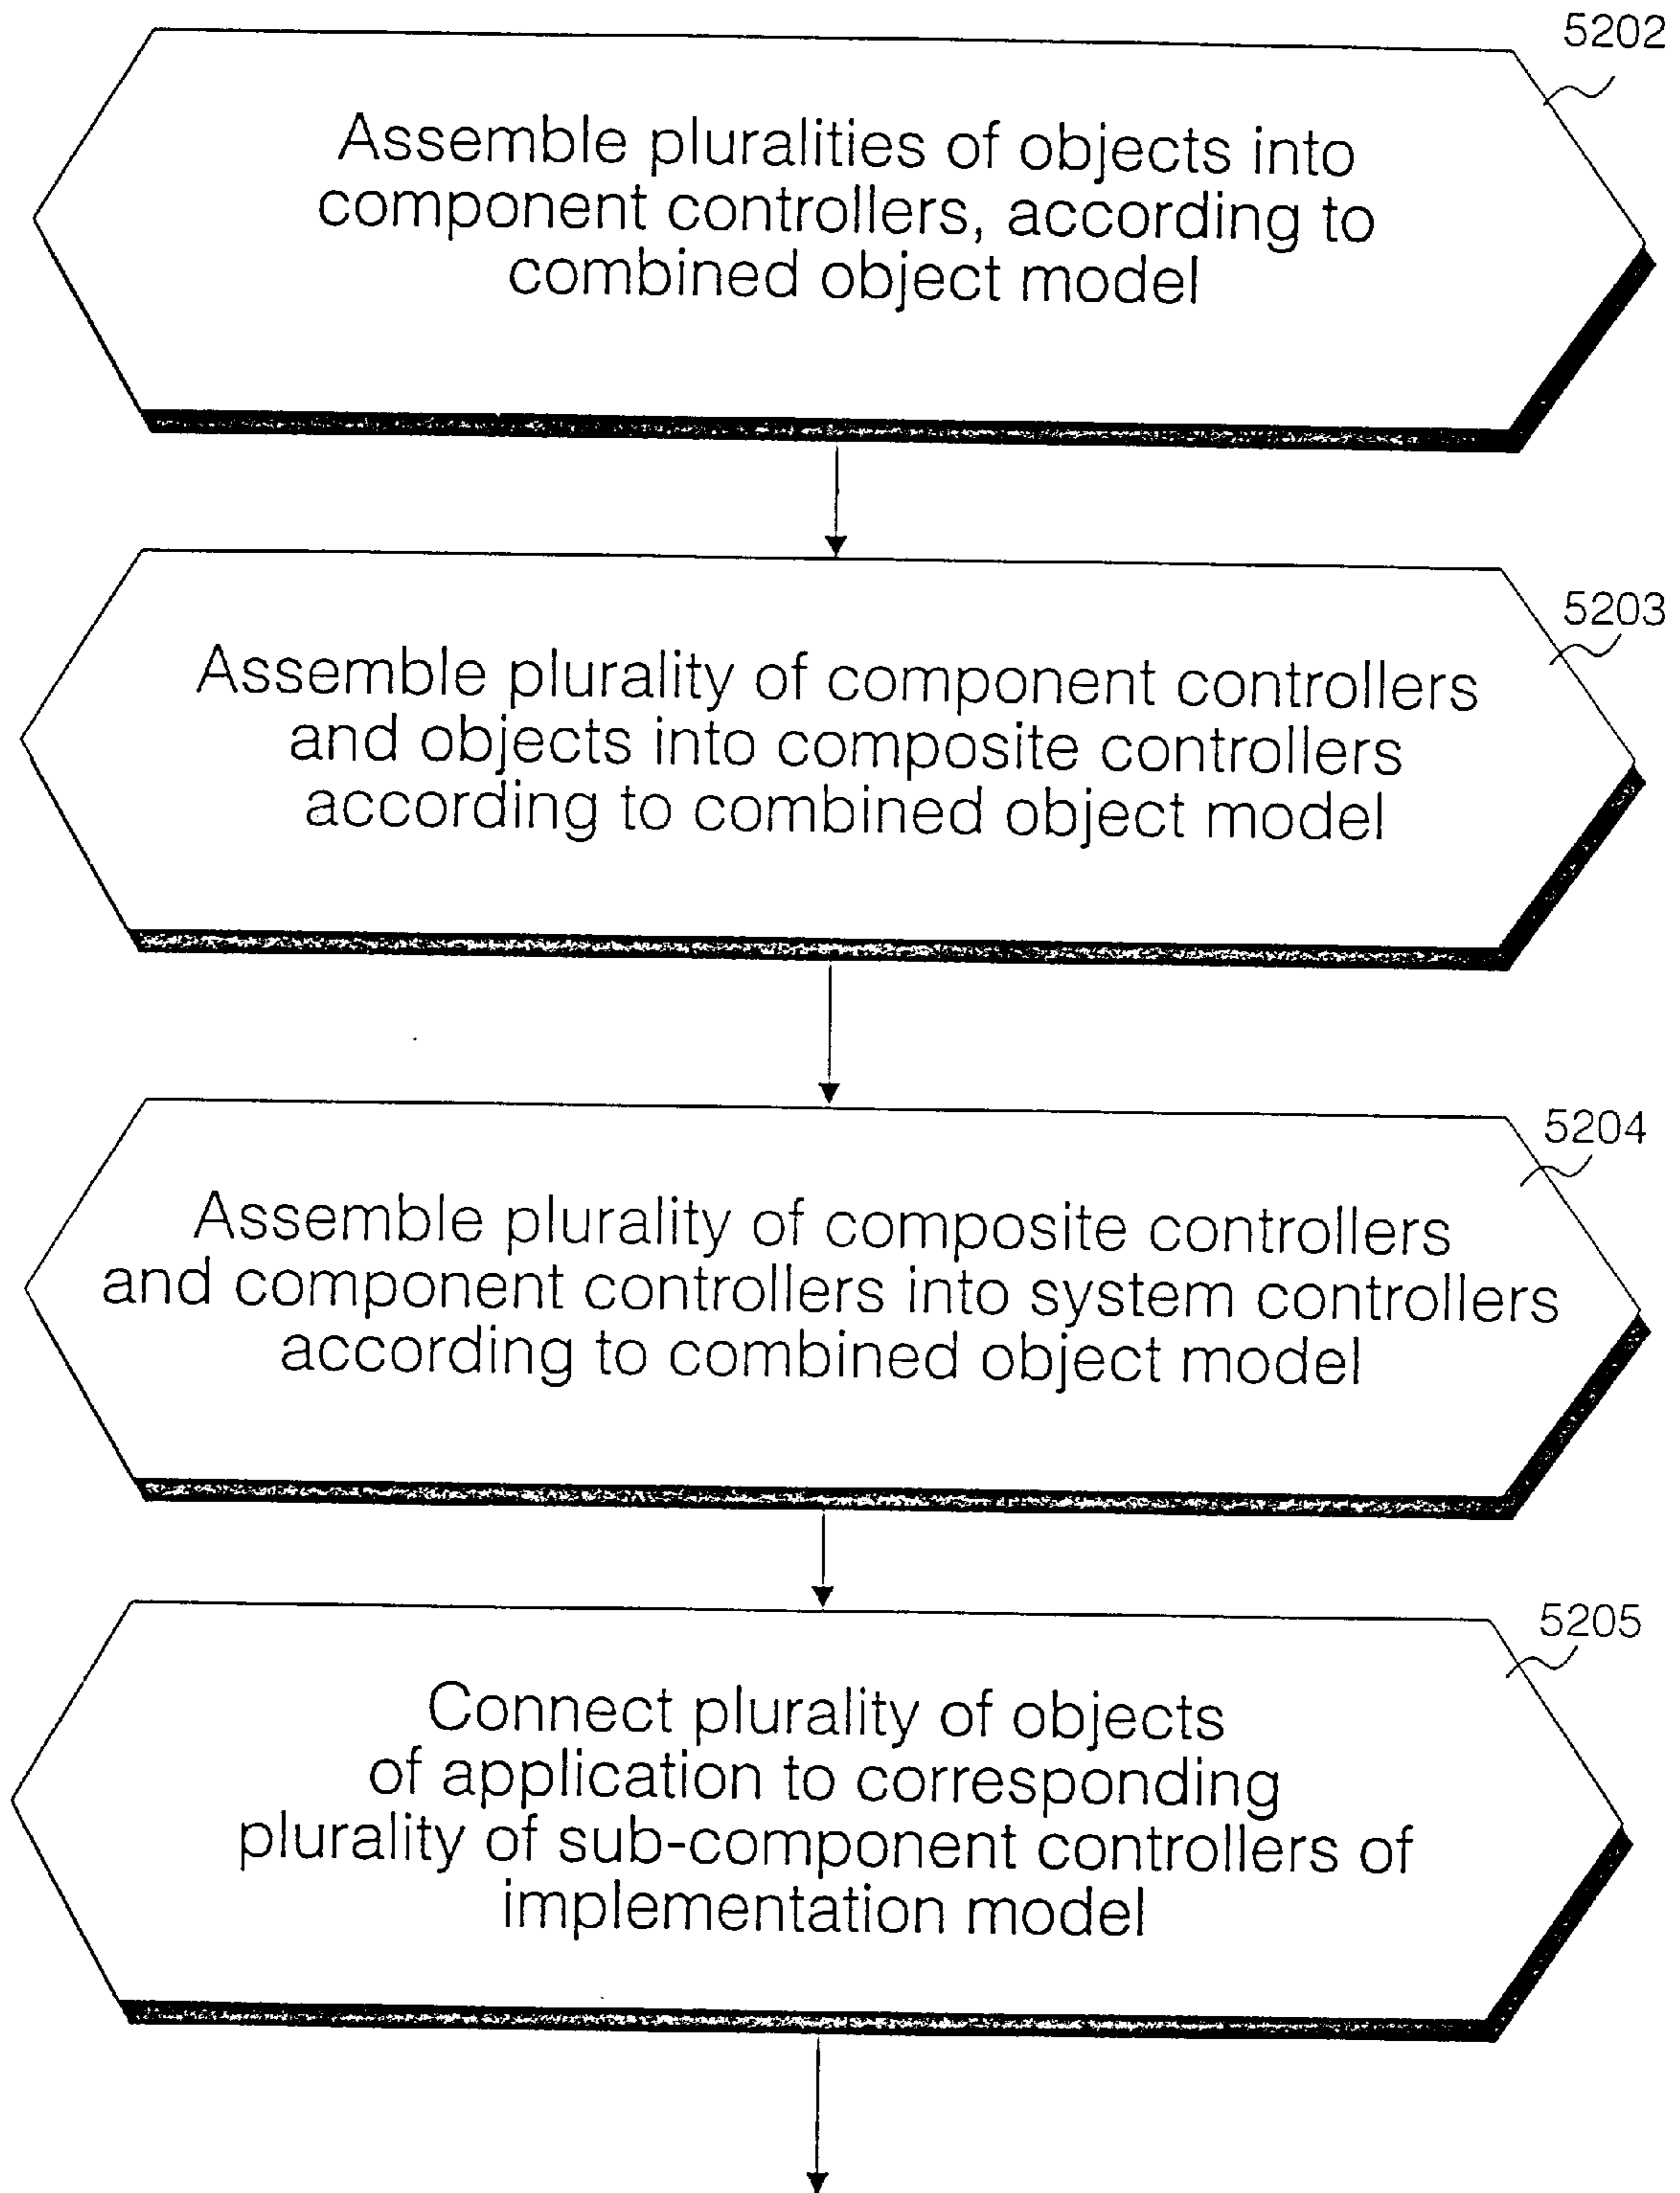 5202
Assemble pluralities of objects into
component controllers, according to
combined object model
5203
Assemble plurality of component controllers
and objects into composite controllers
according to combined object model
5204
Assemble plurality of composite controllers
and component controllers into system controllers
according to combined object model
5205
Connect plurality of objects
of application to corresponding
plurality of sub-component controllers of
implementation model